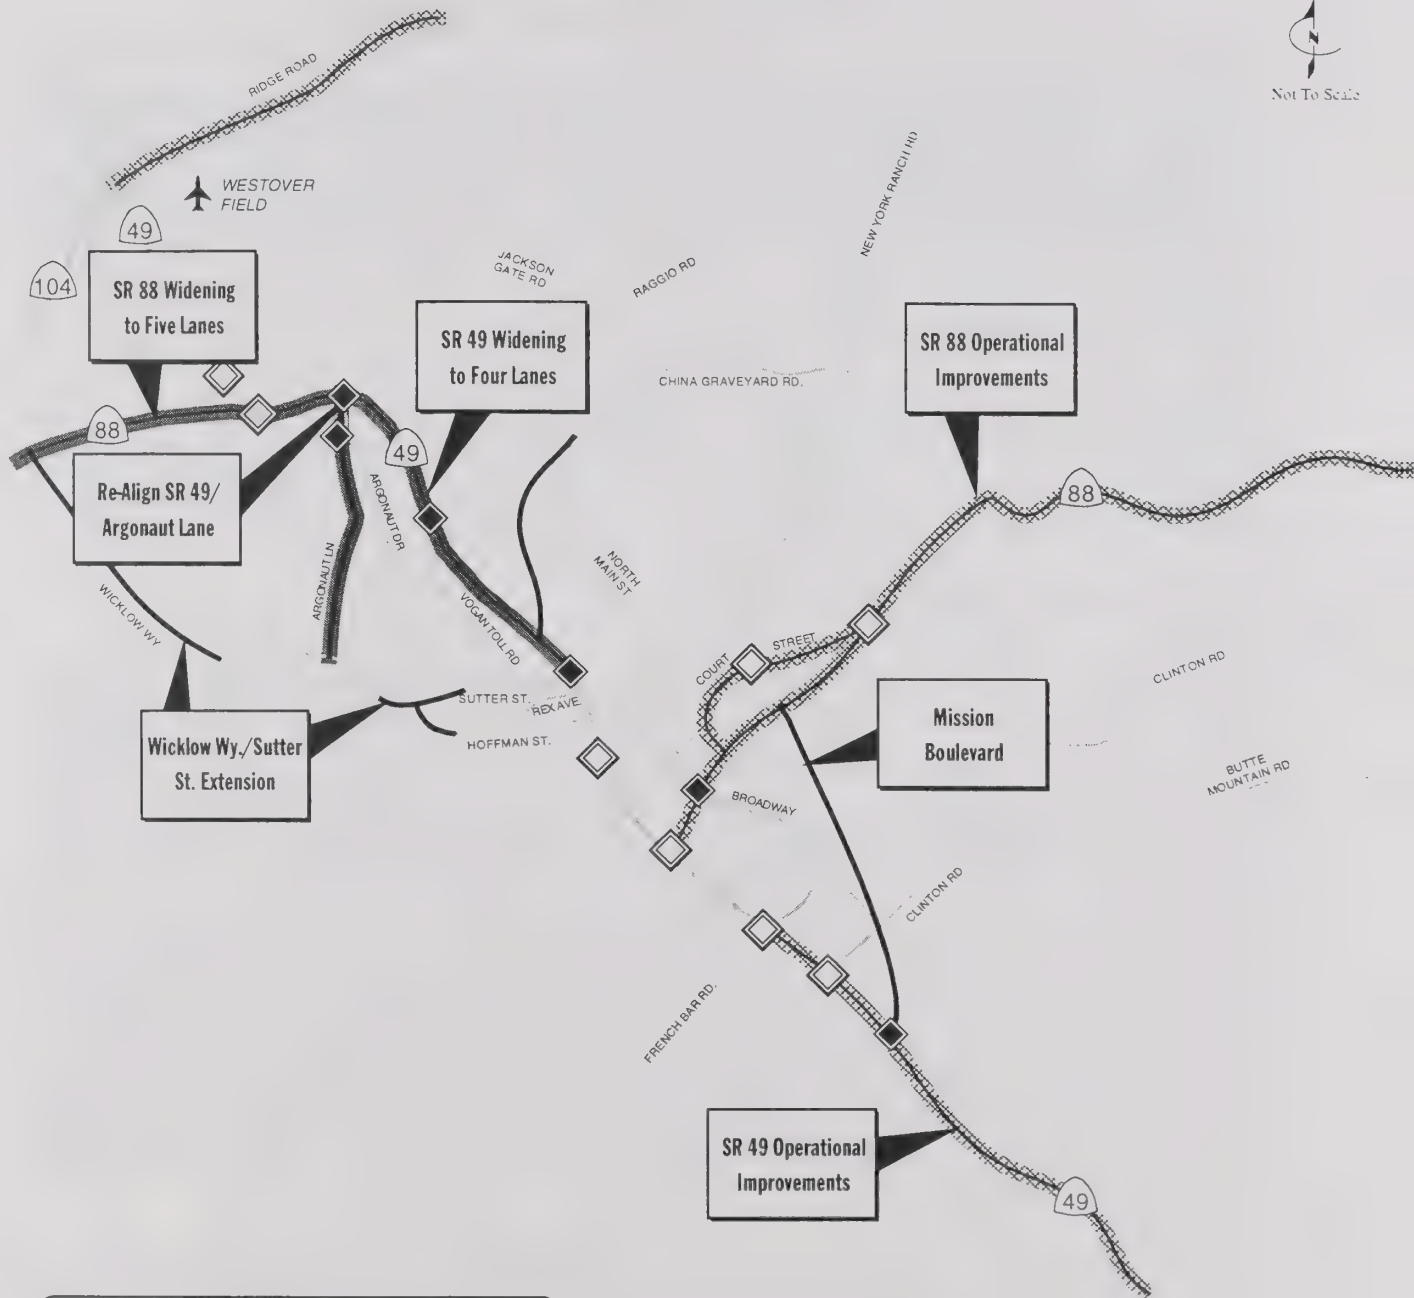 N
Not To Scale
RIDGE ROAD
WESTOVER
FIELD
49
104
NEW YORK RANCH RD
JACKSON
GATE RD
RAGGIO RD
SR 88 Widening
to Five Lanes
SR 49 Widening
to Four Lanes
SR 88 Operational
Improvements
CHINA GRAVEYARD RD.
88
49
Re-Align SR 49/
Argonaut Lane
ARGONAUT DR
88
ARGONAUT LN
NORTH
MAIN ST
WICKLOW WY
VOGAN TOLL RD
COURT STREET
CLINTON RD
SUTTER ST.
REX AVE.
HOFFMAN ST.
Wicklow Wy./Sutter
St. Extension
Mission
Boulevard
BUTTE
MOUNTAIN RD
BROADWAY
CLINTON RD
FRENCH BAR RD.
SR 49 Operational
Improvements
49